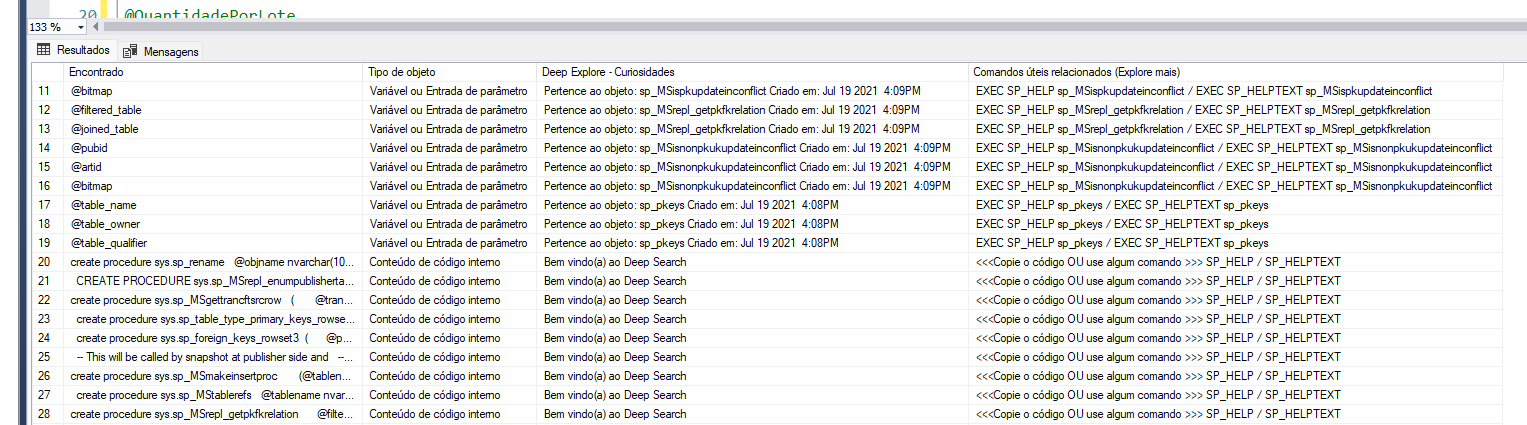 20 @QuantidadePorLote
133 %
Resultados Mensagens
Encontrado Tipo de objeto Deep Explore - Curiosidades Comandos úteis relacionados (Explore mais)
11 @bitmap Variável ou Entrada de parâmetro Pertence ao objeto: sp_MSispkupdateinconflict Criado em: Jul 19 2021 4:09PM EXEC SP_HELP sp_MSispkupdateinconflict / EXEC SP_HELPTEXT sp_MSispkupdateinconflict
12 @filtered_table Variável ou Entrada de parâmetro Pertence ao objeto: sp_MSrepl_getpkfkrelation Criado em: Jul 19 2021 4:09PM EXEC SP_HELP sp_MSrepl_getpkfkrelation / EXEC SP_HELPTEXT sp_MSrepl_getpkfkrelation
13 @joined_table Variável ou Entrada de parâmetro Pertence ao objeto: sp_MSrepl_getpkfkrelation Criado em: Jul 19 2021 4:09PM EXEC SP_HELP sp_MSrepl_getpkfkrelation / EXEC SP_HELPTEXT sp_MSrepl_getpkfkrelation
14 @pubid Variável ou Entrada de parâmetro Pertence ao objeto: sp_MSisnonpkukupdateinconflict Criado em: Jul 19 2021 4:09PM EXEC SP_HELP sp_MSisnonpkukupdateinconflict / EXEC SP_HELPTEXT sp_MSisnonpkukupdateinconflict
15 @artid Variável ou Entrada de parâmetro Pertence ao objeto: sp_MSisnonpkukupdateinconflict Criado em: Jul 19 2021 4:09PM EXEC SP_HELP sp_MSisnonpkukupdateinconflict / EXEC SP_HELPTEXT sp_MSisnonpkukupdateinconflict
16 @bitmap Variável ou Entrada de parâmetro Pertence ao objeto: sp_MSisnonpkukupdateinconflict Criado em: Jul 19 2021 4:09PM EXEC SP_HELP sp_MSisnonpkukupdateinconflict / EXEC SP_HELPTEXT sp_MSisnonpkukupdateinconflict
17 @table_name Variável ou Entrada de parâmetro Pertence ao objeto: sp_pkeys Criado em: Jul 19 2021 4:08PM EXEC SP_HELP sp_pkeys / EXEC SP_HELPTEXT sp_pkeys
18 @table_owner Variável ou Entrada de parâmetro Pertence ao objeto: sp_pkeys Criado em: Jul 19 2021 4:08PM EXEC SP_HELP sp_pkeys / EXEC SP_HELPTEXT sp_pkeys
19 @table_qualifier Variável ou Entrada de parâmetro Pertence ao objeto: sp_pkeys Criado em: Jul 19 2021 4:08PM EXEC SP_HELP sp_pkeys / EXEC SP_HELPTEXT sp_pkeys
20 create procedure sys.sp_rename @objname nvarchar(10... Conteúdo de código interno Bem vindo(a) ao Deep Search <<<Copie o código OU use algum comando >>> SP_HELP / SP_HELPTEXT
21 CREATE PROCEDURE sys.sp_MSrepl_enumpublisherta... Conteúdo de código interno Bem vindo(a) ao Deep Search <<<Copie o código OU use algum comando >>> SP_HELP / SP_HELPTEXT
22 create procedure sys.sp_MSgettrancftsrcrow ( @tran... Conteúdo de código interno Bem vindo(a) ao Deep Search <<<Copie o código OU use algum comando >>> SP_HELP / SP_HELPTEXT
23 create procedure sys.sp_table_type_primary_keys_rowse... Conteúdo de código interno Bem vindo(a) ao Deep Search <<<Copie o código OU use algum comando >>> SP_HELP / SP_HELPTEXT
24 create procedure sys.sp_foreign_keys_rowset3 ( @p... Conteúdo de código interno Bem vindo(a) ao Deep Search <<<Copie o código OU use algum comando >>> SP_HELP / SP_HELPTEXT
25 -- This will be called by snapshot at publisher side and --... Conteúdo de código interno Bem vindo(a) ao Deep Search <<<Copie o código OU use algum comando >>> SP_HELP / SP_HELPTEXT
26 create procedure sys.sp_MSmakeinsertproc (@tablen... Conteúdo de código interno Bem vindo(a) ao Deep Search <<<Copie o código OU use algum comando >>> SP_HELP / SP_HELPTEXT
27 create procedure sys.sp_MStablerefs @tablename nvar... Conteúdo de código interno Bem vindo(a) ao Deep Search <<<Copie o código OU use algum comando >>> SP_HELP / SP_HELPTEXT
28 create procedure sys.sp_MSrepl_getpkfkrelation @filte... Conteúdo de código interno Bem vindo(a) ao Deep Search <<<Copie o código OU use algum comando >>> SP_HELP / SP_HELPTEXT